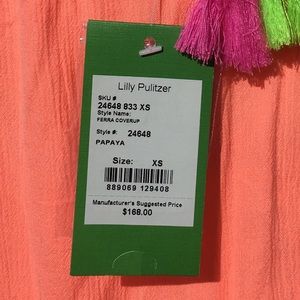 Lilly Pulitzer
SKU #
24648 833 XS
Style Name:
FERRA COVERUP
Style #: 24648
PAPAYA
Size: XS
889069 129408
Manufacturer's Suggested Price
$168.00